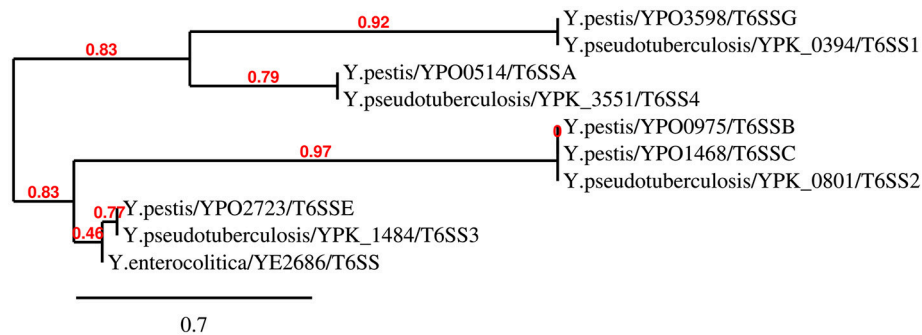 0.92
Y.pestis/YPO3598/T6SSG
Y.pseudotuberculosis/YPK_0394/T6SS1
0.83
0.79
Y.pestis/YPO0514/T6SSA
Y.pseudotuberculosis/YPK_3551/T6SS4
0
Y.pestis/YPO0975/T6SSB
0.97
Y.pestis/YPO1468/T6SSC
Y.pseudotuberculosis/YPK_0801/T6SS2
0.83
0.77
Y.pestis/YPO2723/T6SSE
0.46
Y.pseudotuberculosis/YPK_1484/T6SS3
Y.enterocolitica/YE2686/T6SS
0.7